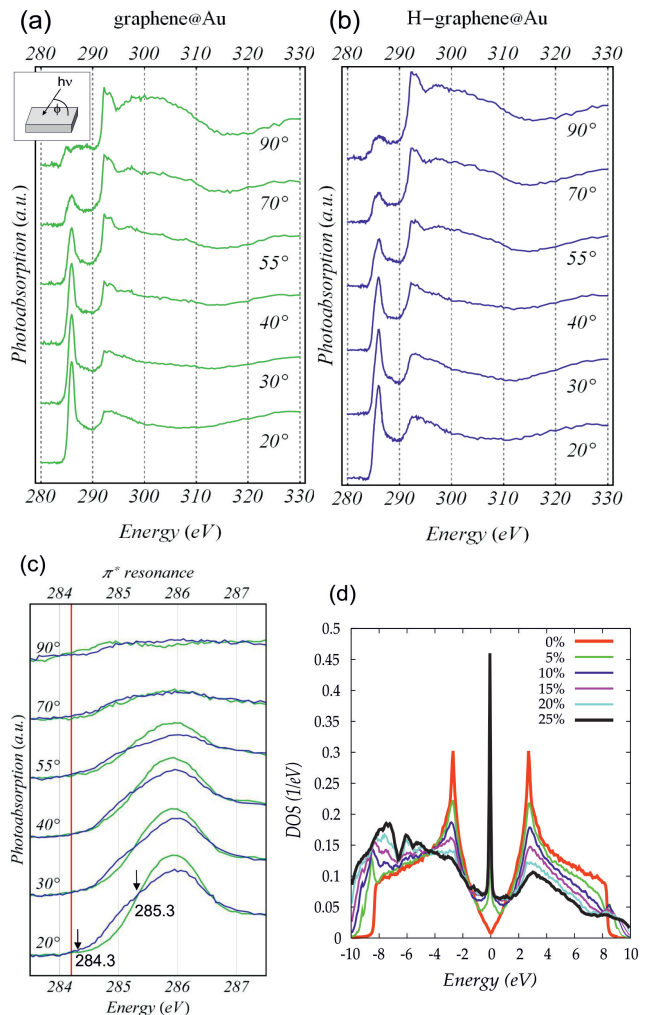 (a)
graphene@Au
280 290 300 310 320 330
hν
ϕ
90°
70°
55°
40°
30°
20°
Photoabsorption (a.u.)
280 290 300 310 320 330
Energy (eV)
(b)
H−graphene@Au
280 290 300 310 320 330
90°
70°
55°
40°
30°
20°
Photoabsorption (a.u.)
280 290 300 310 320 330
Energy (eV)
(c)
π* resonance
284 285 286 287
90°
70°
55°
40°
30°
20°
285.3
284.3
Photoabsorption (a.u.)
284 285 286 287
Energy (eV)
(d)
0.5
0.45
0.4
0.35
0.3
0.25
0.2
0.15
0.1
0.05
0
DOS (1/eV)
0%
5%
10%
15%
20%
25%
-10 -8 -6 -4 -2 0 2 4 6 8 10
Energy (eV)